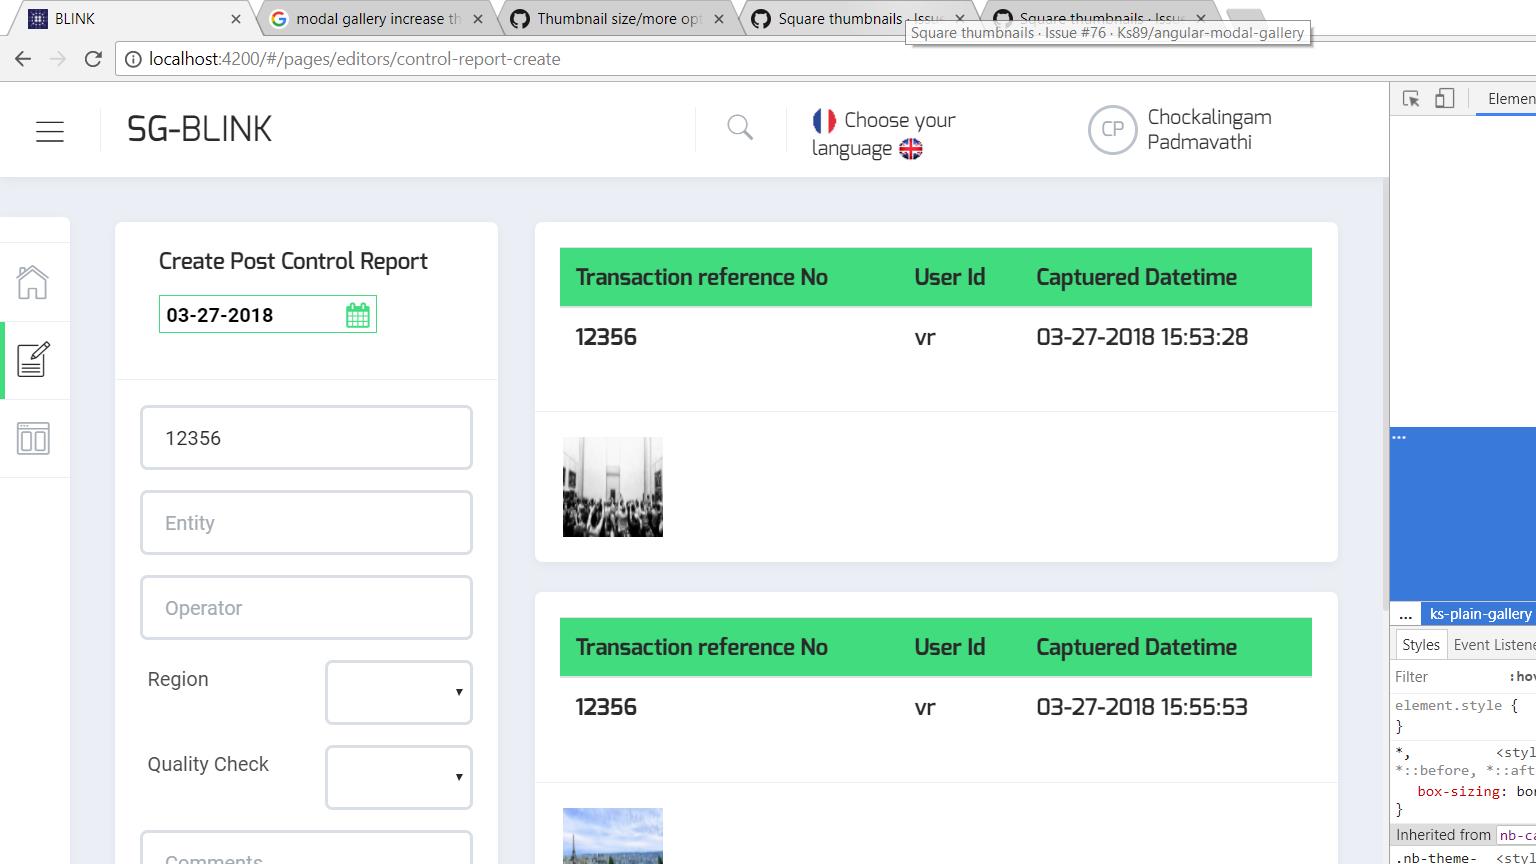 BLINK
modal gallery increase th
Thumbnail size/more opt
Square thumbnails · Issue
Square thumbnails · Issue
Square thumbnails · Issue #76 · Ks89/angular-modal-gallery
localhost:4200/#/pages/editors/control-report-create
Elemen
SG-BLINK
Choose your
language
CP
Chockalingam
Padmavathi
Create Post Control Report
03-27-2018
12356
Entity
Operator
Region
Quality Check
Comments
Transaction reference No User Id Captuered Datetime
12356 vr 03-27-2018 15:53:28
Transaction reference No User Id Captuered Datetime
12356 vr 03-27-2018 15:55:53
...
... ks-plain-gallery
Styles Event Listene
Filter :hov
element.style {
}
*, <styl
*::before, *::aft
box-sizing: bor
}
Inherited from nb-ca
.nb-theme- <styl